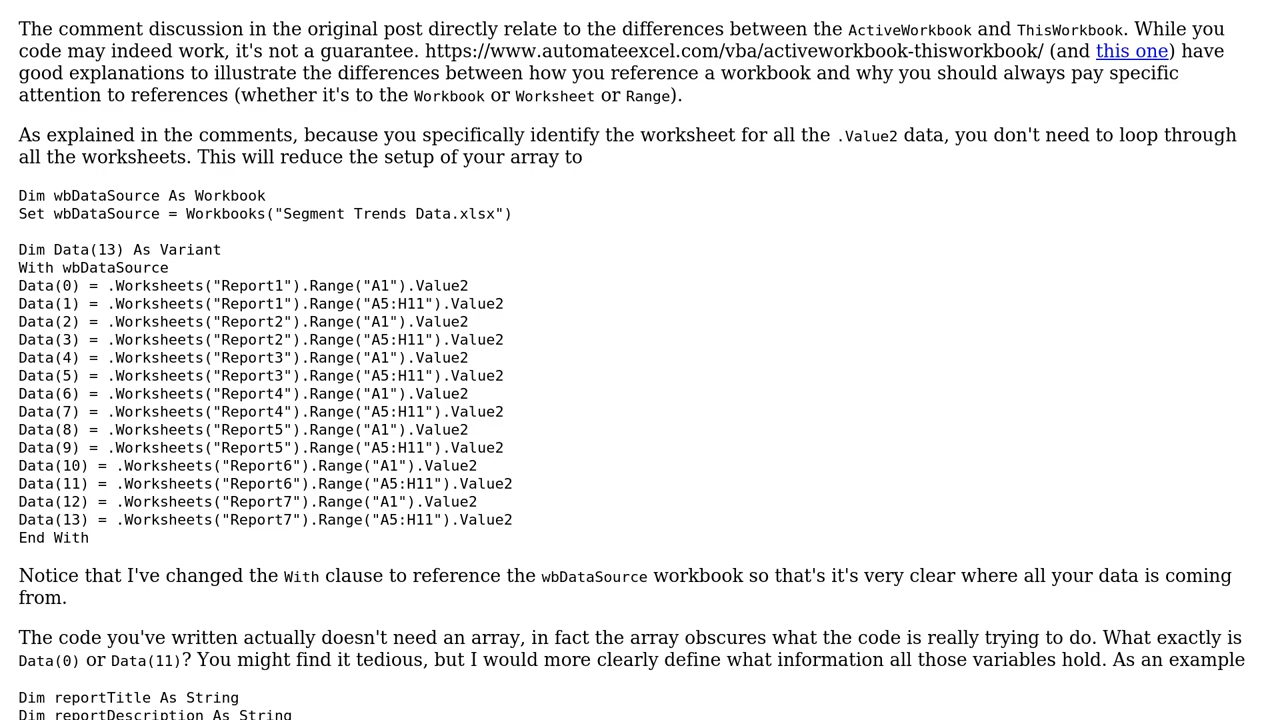 The comment discussion in the original post directly relate to the differences between the ActiveWorkbook and ThisWorkbook. While you
code may indeed work, it's not a guarantee. https://www.automateexcel.com/vba/activeworkbook-thisworkbook/ (and this one) have
good explanations to illustrate the differences between how you reference a workbook and why you should always pay specific
attention to references (whether it's to the Workbook or Worksheet or Range).
As explained in the comments, because you specifically identify the worksheet for all the .Value2 data, you don't need to loop through
all the worksheets. This will reduce the setup of your array to
Dim wbDataSource As Workbook
Set wbDataSource = Workbooks("Segment Trends Data.xlsx")
Dim Data(13) As Variant
With wbDataSource
Data(0) = .Worksheets("Report1").Range("A1").Value2
Data(1) = .Worksheets("Report1").Range("A5:H11").Value2
Data(2) = .Worksheets("Report2").Range("A1").Value2
Data(3) = .Worksheets("Report2").Range("A5:H11").Value2
Data(4) = .Worksheets("Report3").Range("A1").Value2
Data(5) = .Worksheets("Report3").Range("A5:H11").Value2
Data(6) = .Worksheets("Report4").Range("A1").Value2
Data(7) = .Worksheets("Report4").Range("A5:H11").Value2
Data(8) = .Worksheets("Report5").Range("A1").Value2
Data(9) = .Worksheets("Report5").Range("A5:H11").Value2
Data(10) = .Worksheets("Report6").Range("A1").Value2
Data(11) = .Worksheets("Report6").Range("A5:H11").Value2
Data(12) = .Worksheets("Report7").Range("A1").Value2
Data(13) = .Worksheets("Report7").Range("A5:H11").Value2
End With
Notice that I've changed the With clause to reference the wbDataSource workbook so that's it's very clear where all your data is coming
from.
The code you've written actually doesn't need an array, in fact the array obscures what the code is really trying to do. What exactly is
Data(0) or Data(11)? You might find it tedious, but I would more clearly define what information all those variables hold. As an example
Dim reportTitle As String
Dim reportDescription As String